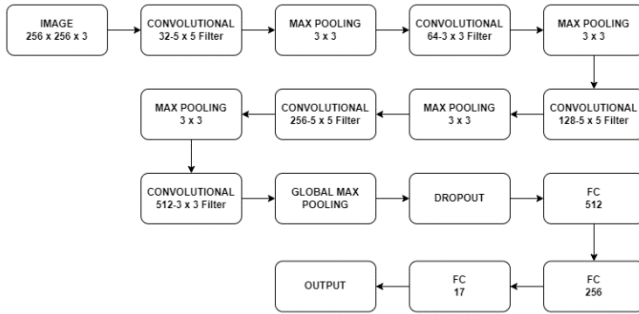 IMAGE
256 x 256 x 3
CONVOLUTIONAL
32-5 x 5 Filter
MAX POOLING
3 x 3
CONVOLUTIONAL
64-3 x 3 Filter
MAX POOLING
3 x 3
CONVOLUTIONAL
128-5 x 5 Filter
MAX POOLING
3 x 3
CONVOLUTIONAL
256-5 x 5 Filter
MAX POOLING
3 x 3
CONVOLUTIONAL
512-3 x 3 Filter
GLOBAL MAX
POOLING
DROPOUT
FC
512
FC
256
FC
17
OUTPUT